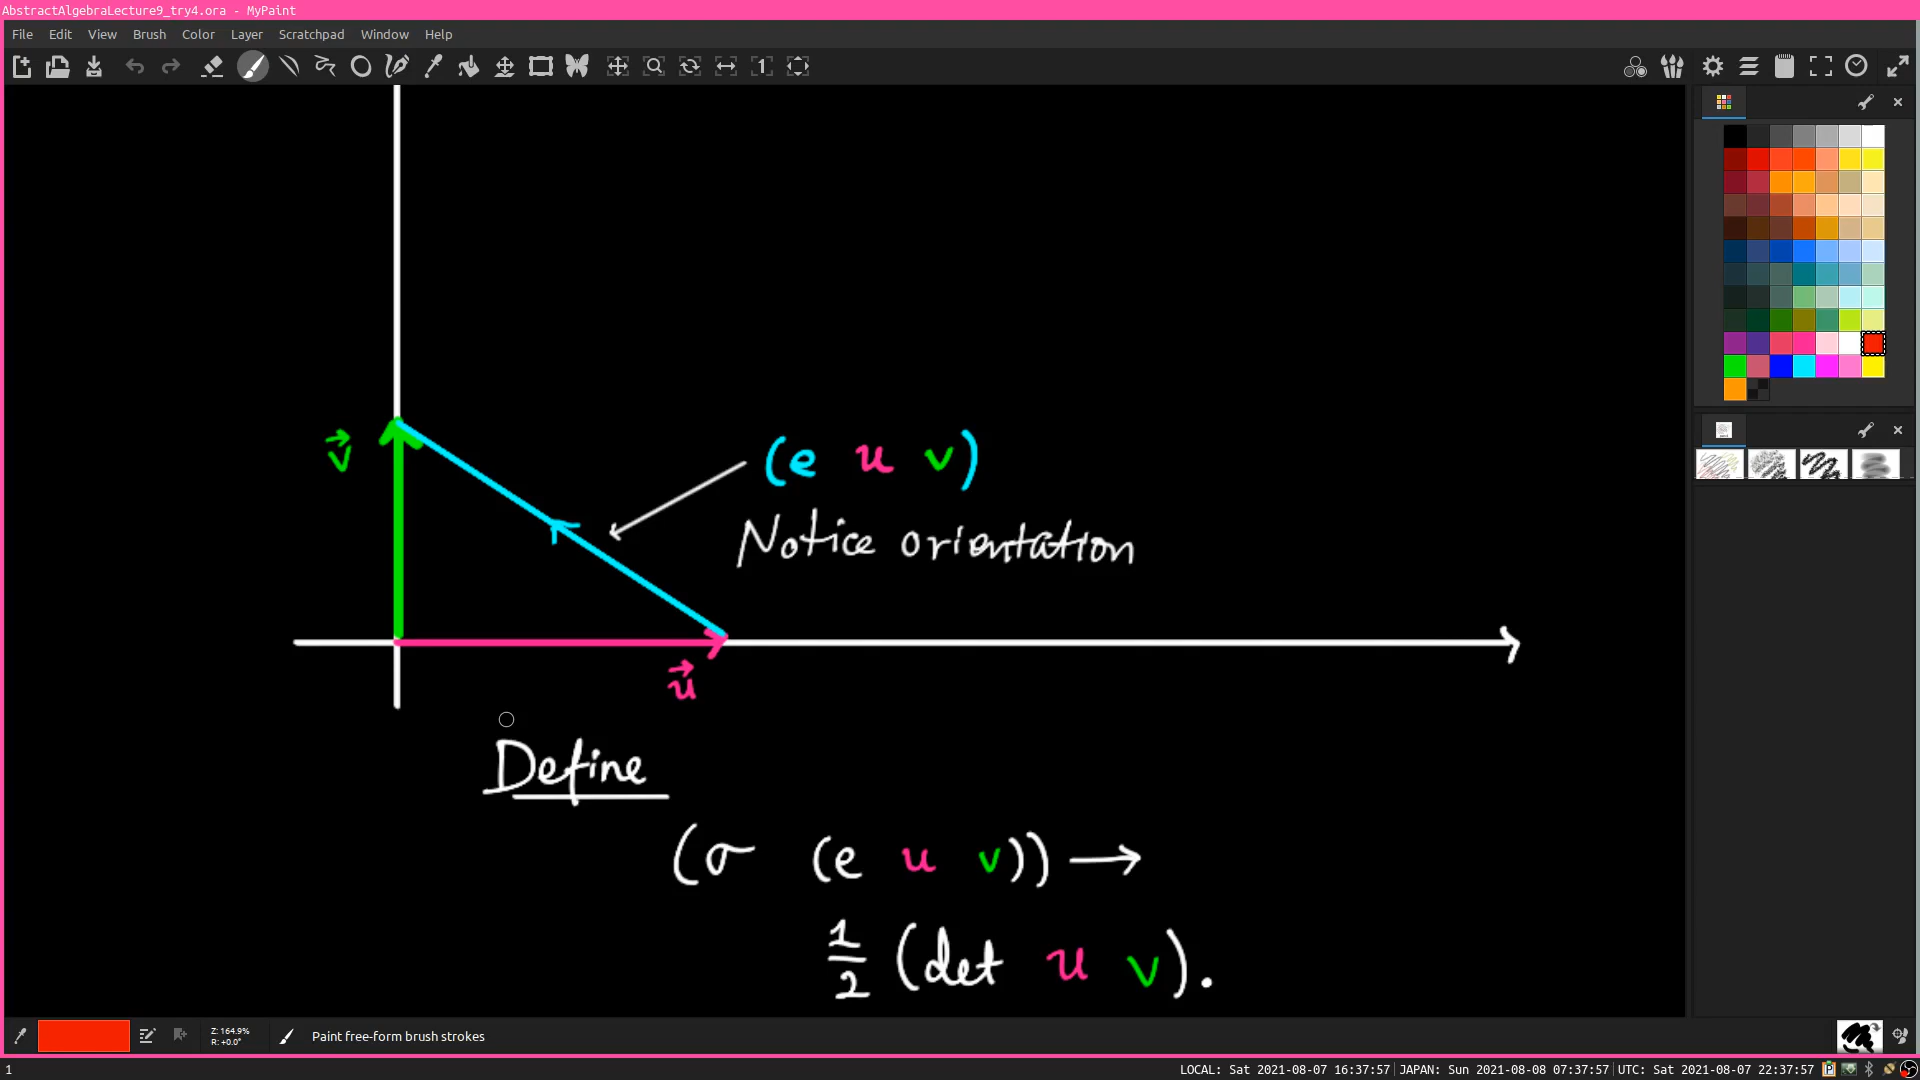 AbstractAlgebraLecture9_try4.ora - MyPaint
File Edit View Brush Color Layer Scratchpad Window Help
v⃗
(e u v)
Notice orientation
u⃗
Define
(σ (e u v)) →
1/2 (det u v).
Z: 164.9%
R: +0.0°
Paint free-form brush strokes
1
LOCAL: Sat 2021-08-07 16:37:57 | JAPAN: Sun 2021-08-08 07:37:57 | UTC: Sat 2021-08-07 22:37:57